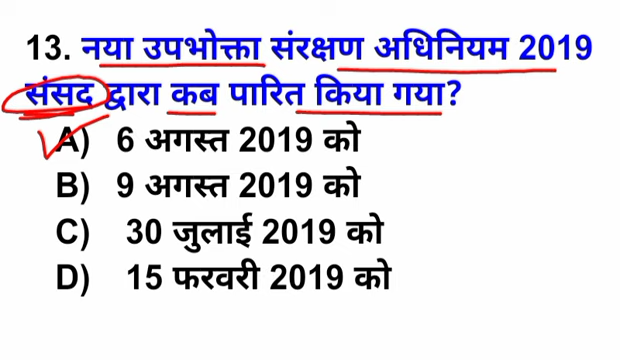 13. नया उपभोक्ता संरक्षण अधिनियम 2019
संसद द्वारा कब पारित किया गया?
A) 6 अगस्त 2019 को
B) 9 अगस्त 2019 को
C) 30 जुलाई 2019 को
D) 15 फरवरी 2019 को